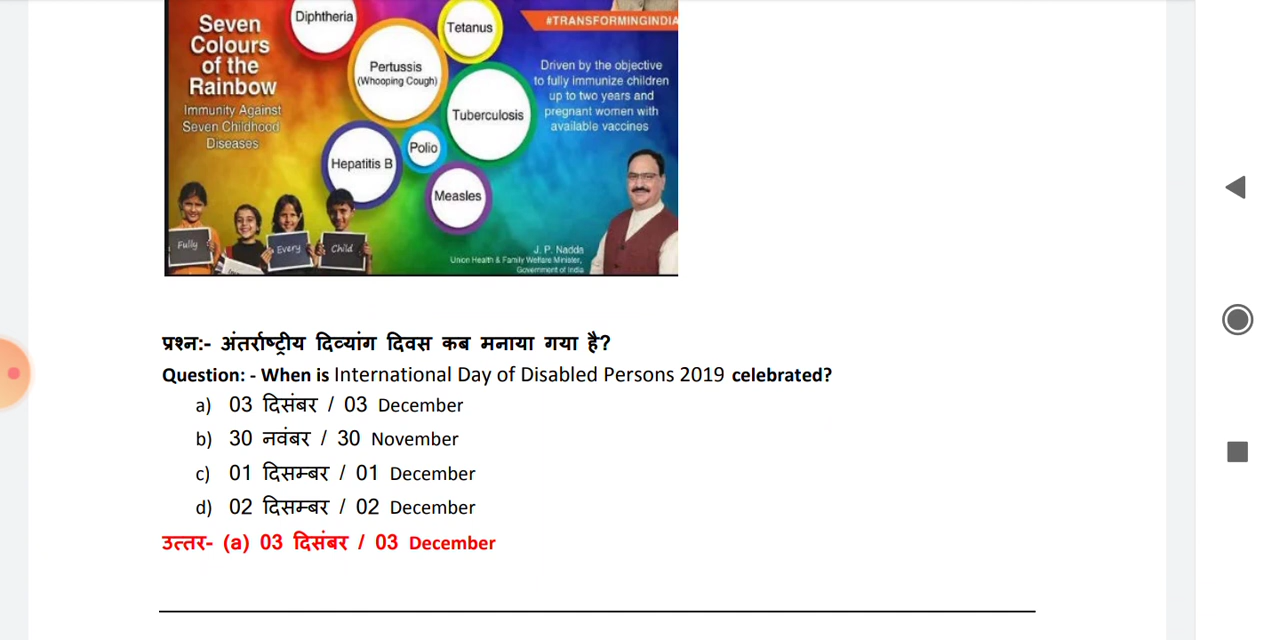 Seven
Colours
of the
Rainbow
Immunity Against
Seven Childhood
Diseases
Diphtheria
Tetanus
Pertussis
(Whooping Cough)
Tuberculosis
Polio
Hepatitis B
Measles
#TRANSFORMINGINDIA
Driven by the objective
to fully immunize children
up to two years and
pregnant women with
available vaccines
Fully
Every
Child
J. P. Nadda
Union Health & Family Welfare Minister,
Government of India
प्रश्न:- अंतर्राष्ट्रीय दिव्यांग दिवस कब मनाया गया है?
Question: - When is International Day of Disabled Persons 2019 celebrated?
a) 03 दिसंबर / 03 December
b) 30 नवंबर / 30 November
c) 01 दिसम्बर / 01 December
d) 02 दिसम्बर / 02 December
उत्तर- (a) 03 दिसंबर / 03 December